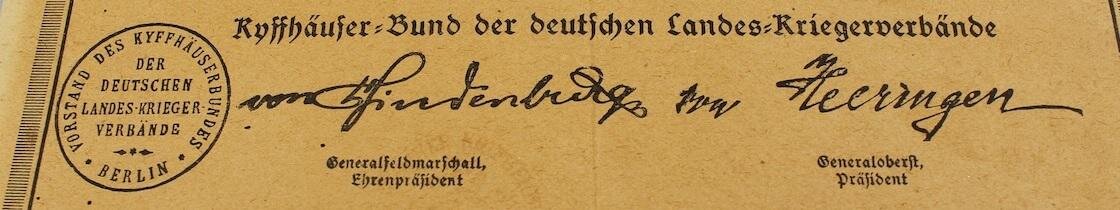 Kyffhäuser-Bund der deutschen Landes-Kriegerverbände
VORSTAND DES KYFFHÄUSERBUNDES
DER
DEUTSCHEN
LANDES-KRIEGER-
VERBÄNDE
BERLIN
von Hindenburg von Heeringen
Generalfeldmarschall,
Ehrenpräsident
Generaloberst,
Präsident